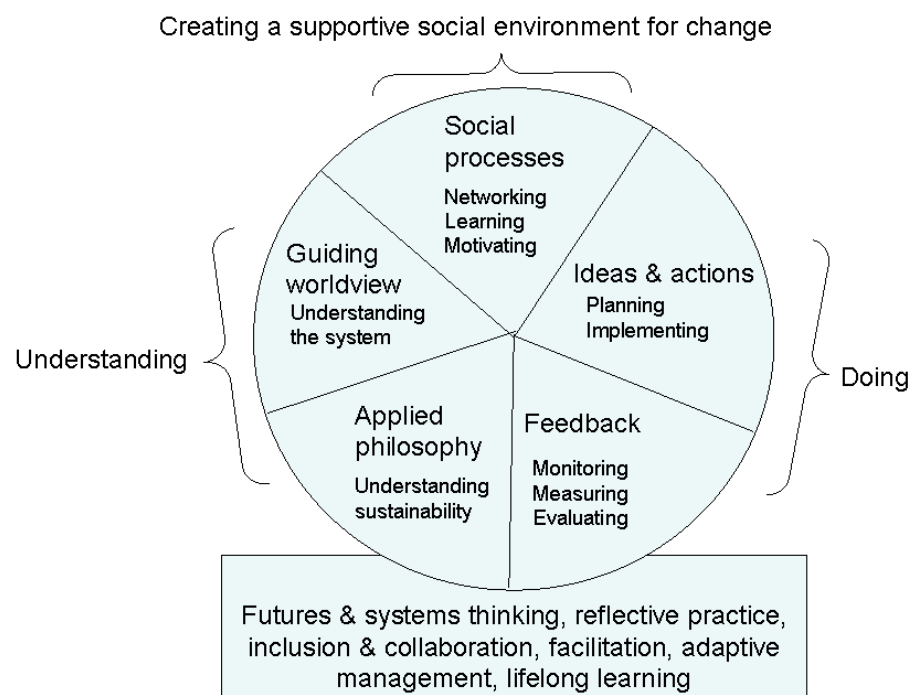 Creating a supportive social environment for change
Social
processes
Networking
Learning
Motivating
Guiding
worldview
Understanding
the system
Ideas & actions
Planning
Implementing
Understanding
Doing
Applied
philosophy
Understanding
sustainability
Feedback
Monitoring
Measuring
Evaluating
Futures & systems thinking, reflective practice,
inclusion & collaboration, facilitation, adaptive
management, lifelong learning